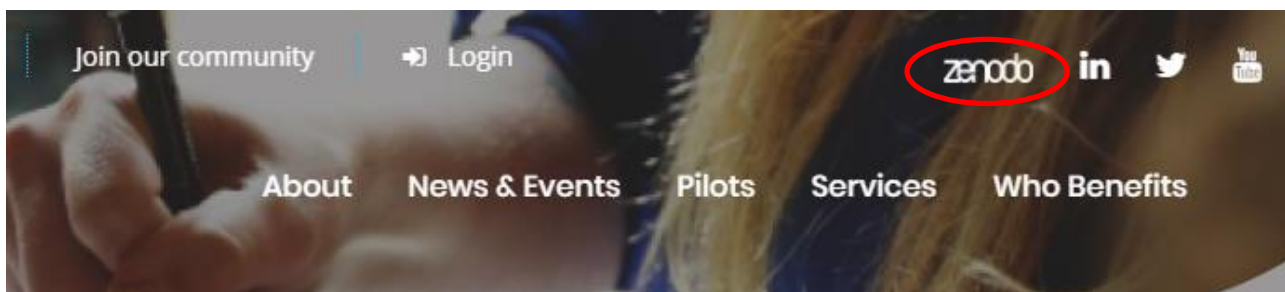 Join our community Login zenodo in You Tube
About News & Events Pilots Services Who Benefits